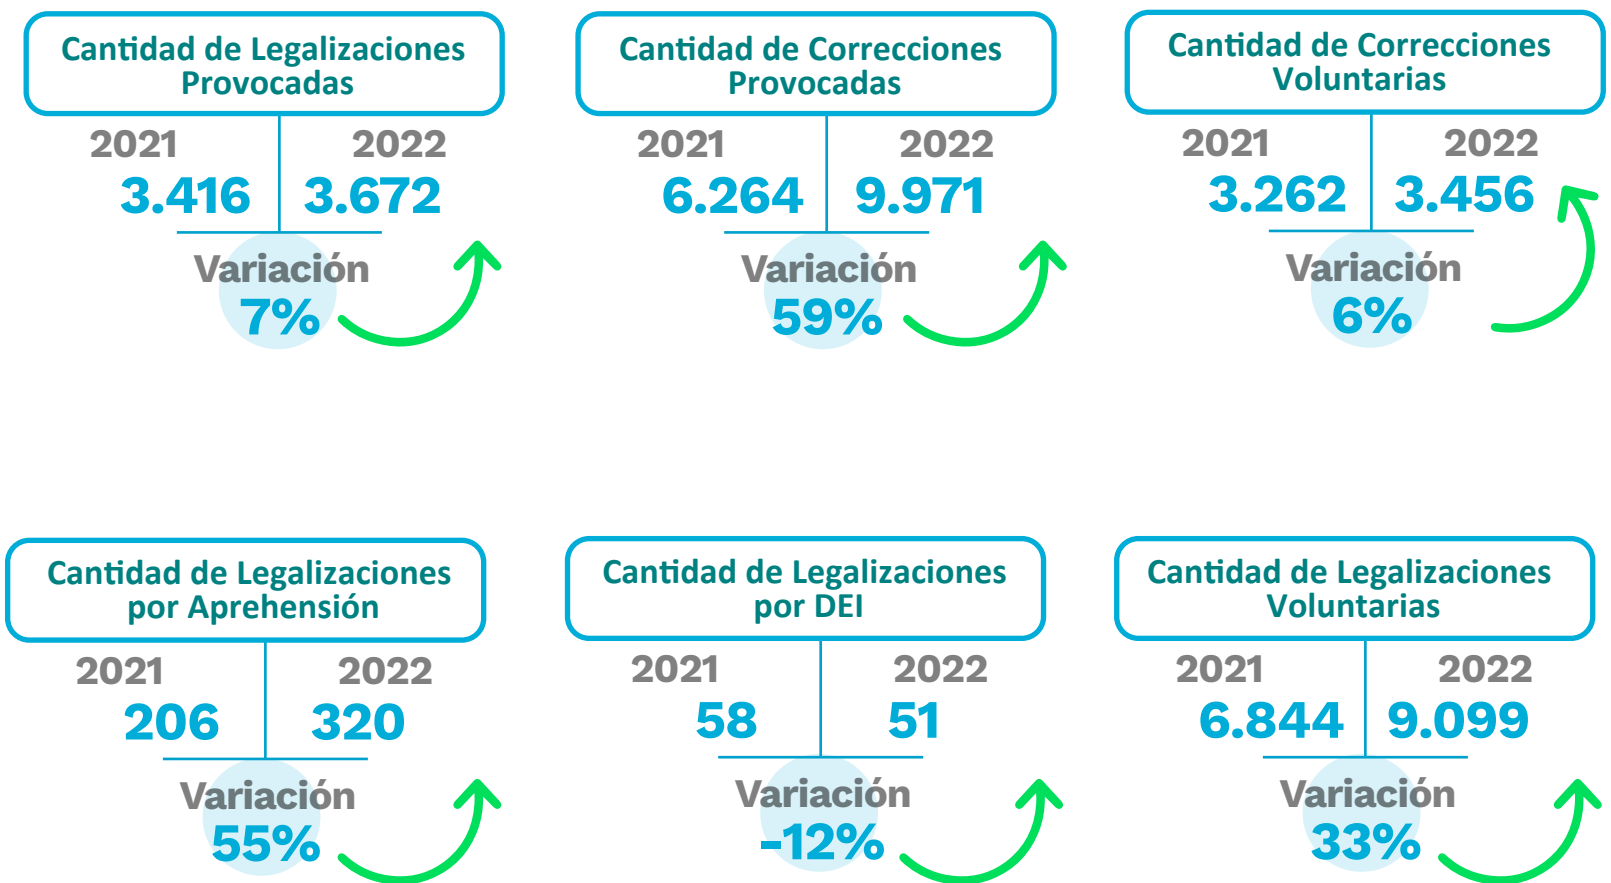 Cantidad de Legalizaciones
Provocadas
2021 2022
3.416 3.672
Variación
7%
Cantidad de Correcciones
Provocadas
2021 2022
6.264 9.971
Variación
59%
Cantidad de Correcciones
Voluntarias
2021 2022
3.262 3.456
Variación
6%
Cantidad de Legalizaciones
por Aprehensión
2021 2022
206 320
Variación
55%
Cantidad de Legalizaciones
por DEI
2021 2022
58 51
Variación
-12%
Cantidad de Legalizaciones
Voluntarias
2021 2022
6.844 9.099
Variación
33%